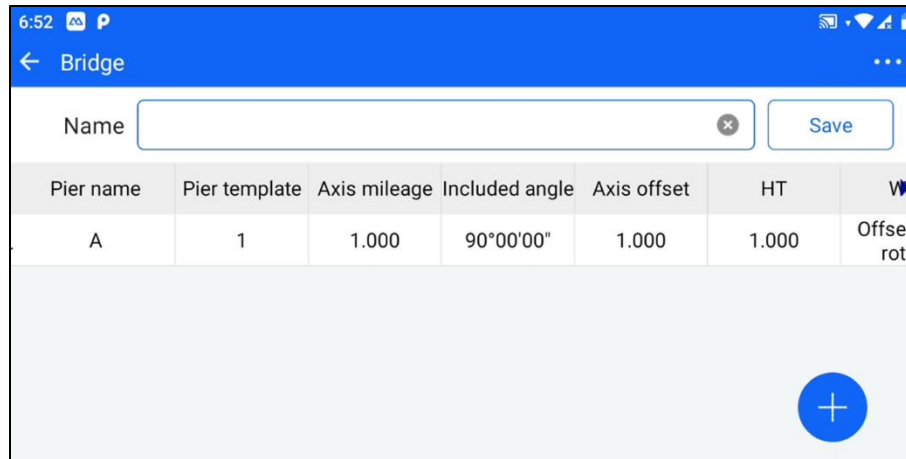 6:52
Bridge
Name
Save
Pier name Pier template Axis mileage Included angle Axis offset HT
A 1 1.000 90°00'00" 1.000 1.000